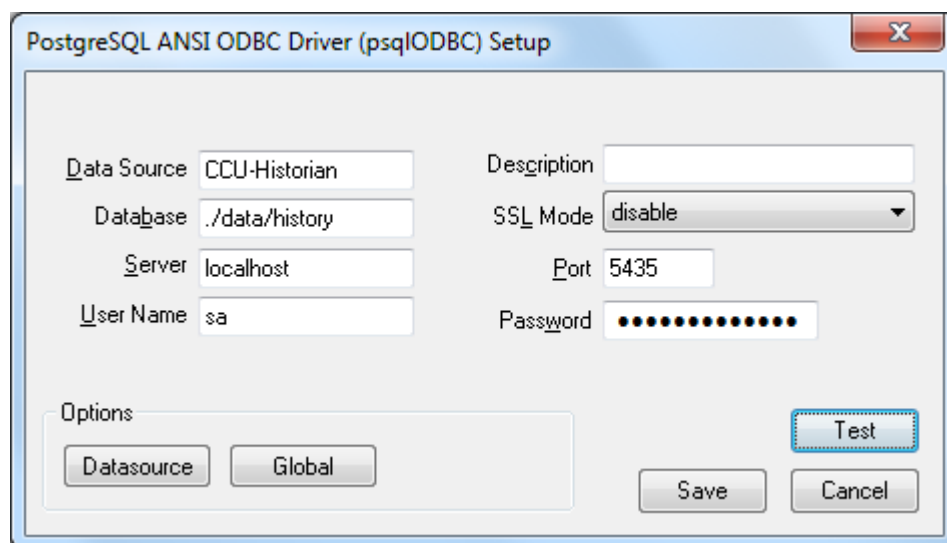 PostgreSQL ANSI ODBC Driver (psqlODBC) Setup
Data Source CCU-Historian
Description
Database ./data/history
SSL Mode disable
Server localhost
Port 5435
User Name sa
Password ●●●●●●●●●●●●●
Options
Datasource Global
Test
Save Cancel